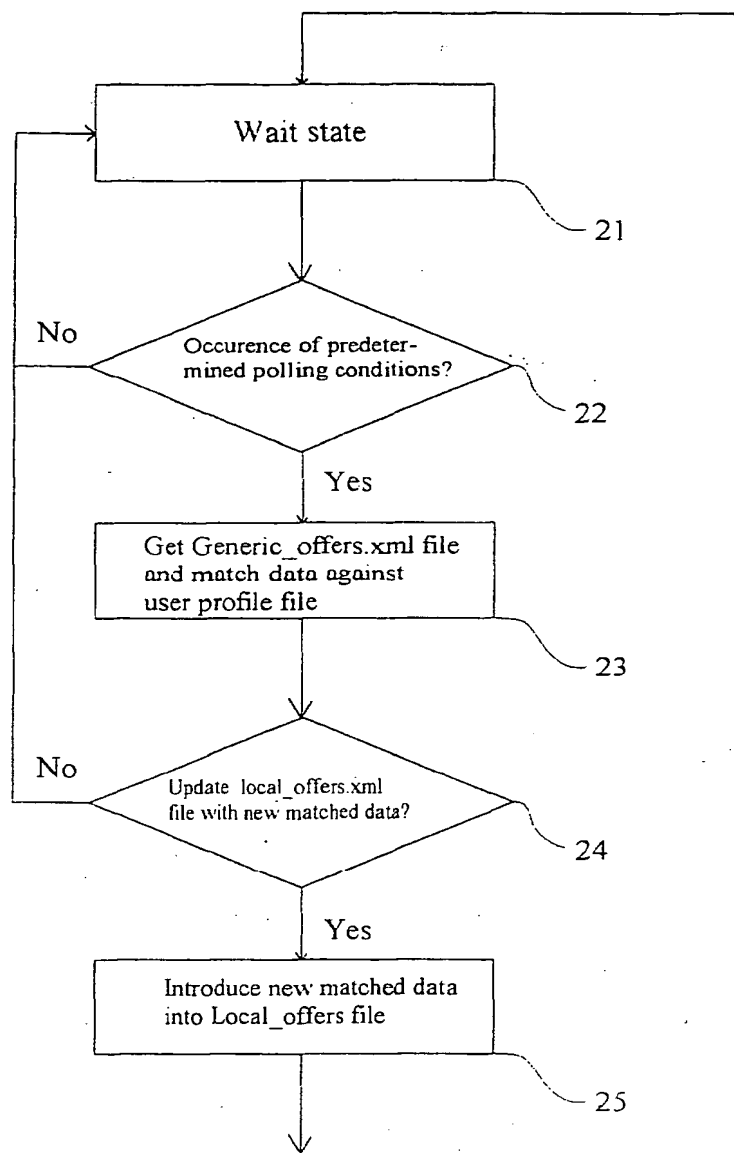 Wait state
21
No
Occurence of predeter-
mined polling conditions?
22
Yes
Get Generic_offers.xml file
and match data against
user profile file
23
No
Update local_offers.xml
file with new matched data?
24
Yes
Introduce new matched data
into Local_offers file
25